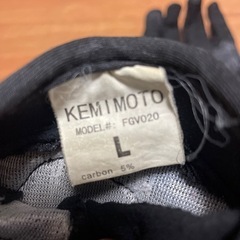 KEMIMOTO
MODEL#: FGV020
L
carbon 5%